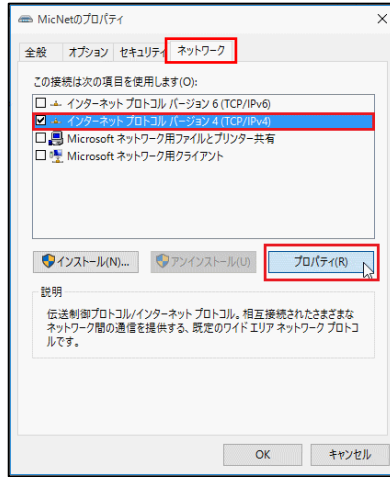 MicNetのプロパティ
全般 オプション セキュリティ ネットワーク
この接続は次の項目を使用します(O):
インターネット プロトコル バージョン 6 (TCP/IPv6)
インターネット プロトコル バージョン 4 (TCP/IPv4)
Microsoft ネットワーク用ファイルとプリンター共有
Microsoft ネットワーク用クライアント
インストール(N)... アンインストール(U) プロパティ(R)
説明
伝送制御プロトコル/インターネット プロトコル。相互接続されたさまざまな
ネットワーク間の通信を提供する、既定のワイド エリア ネットワーク プロトコ
ルです。
OK キャンセル